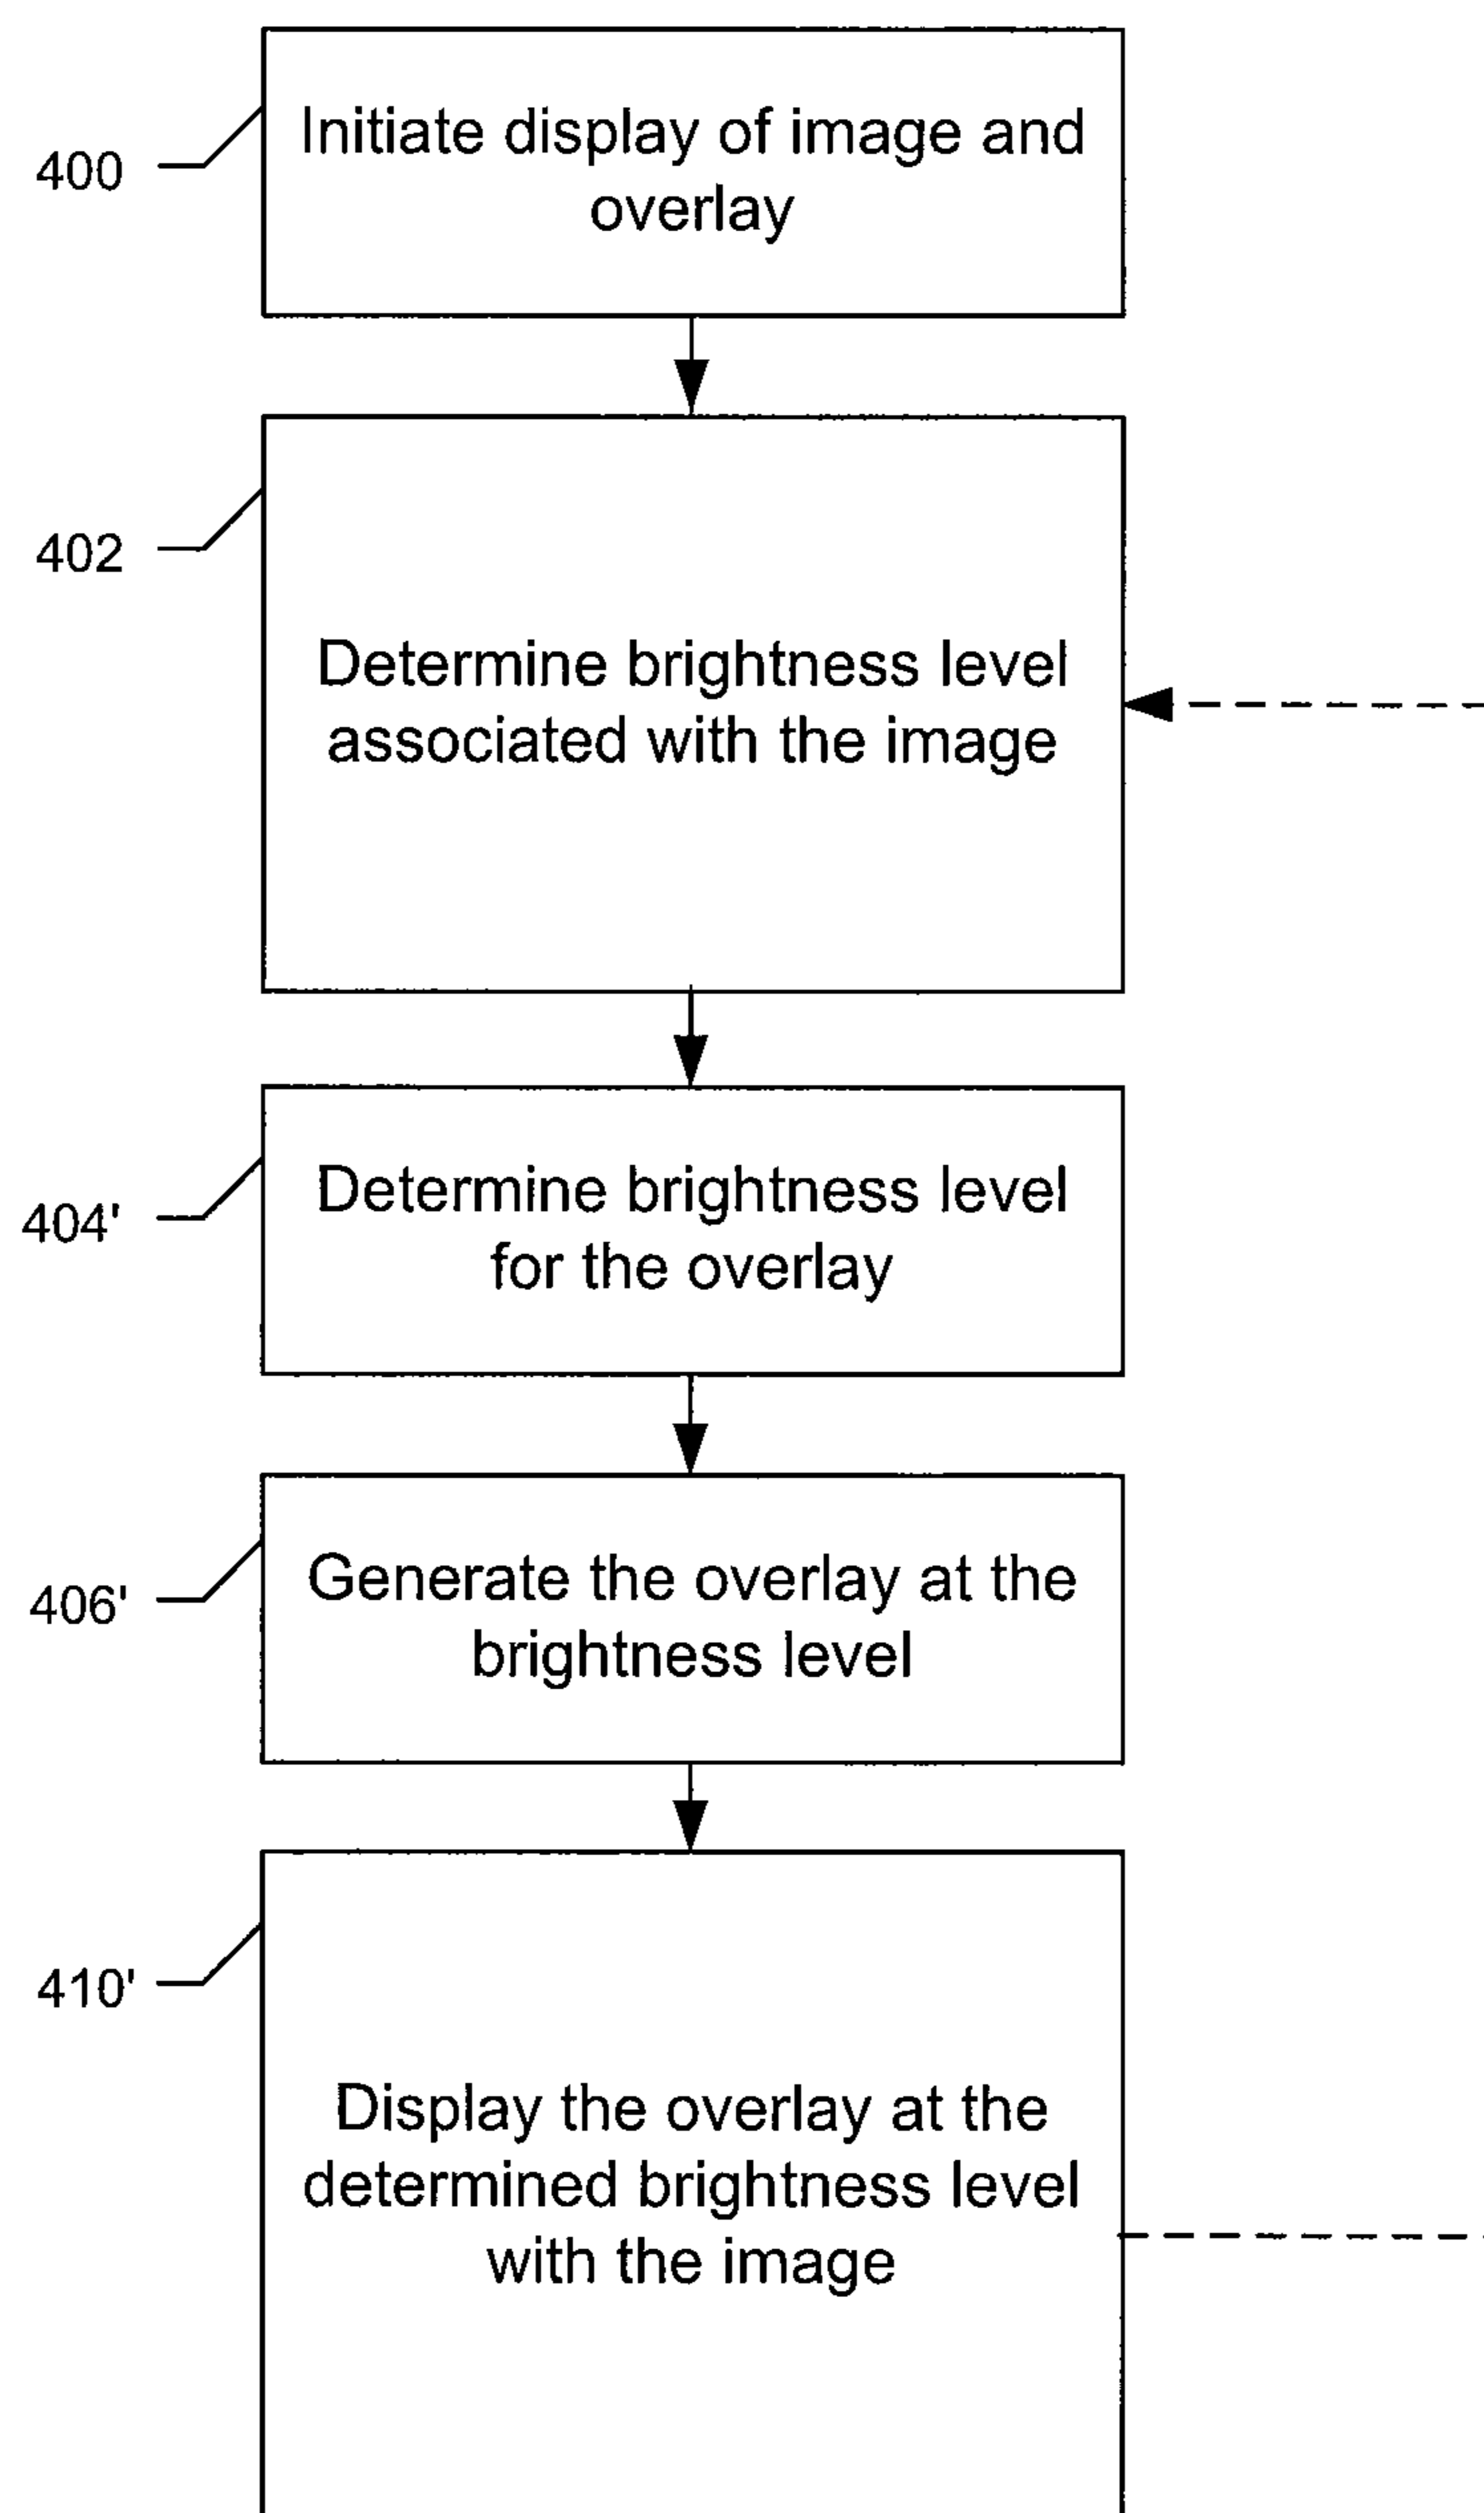 400
Initiate display of image and
overlay
402
Determine brightness level
associated with the image
404'
Determine brightness level
for the overlay
406'
Generate the overlay at the
brightness level
410'
Display the overlay at the
determined brightness level
with the image